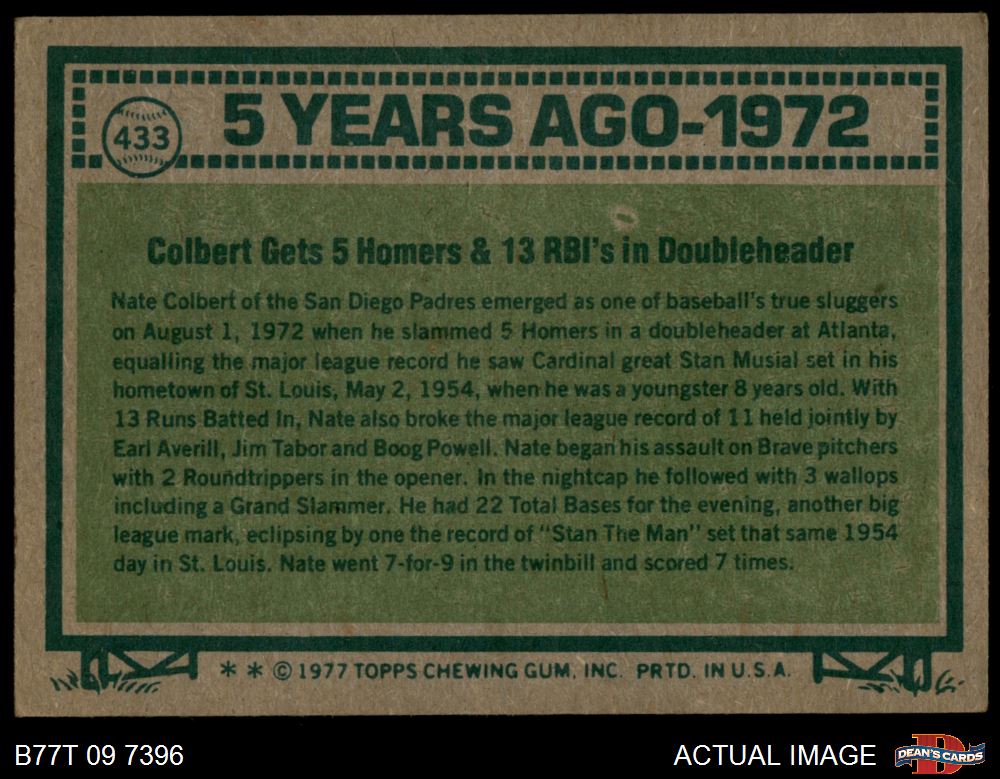 433
5 YEARS AGO-1972
Colbert Gets 5 Homers & 13 RBI's in Doubleheader
Nate Colbert of the San Diego Padres emerged as one of baseball's true sluggers
on August 1, 1972 when he slammed 5 Homers in a doubleheader at Atlanta,
equalling the major league record he saw Cardinal great Stan Musial set in his
hometown of St. Louis, May 2, 1954, when he was a youngster 8 years old. With
13 Runs Batted In, Nate also broke the major league record of 11 held jointly by
Earl Averill, Jim Tabor and Boog Powell. Nate began his assault on Brave pitchers
with 2 Roundtrippers in the opener. In the nightcap he followed with 3 wallops
including a Grand Slammer. He had 22 Total Bases for the evening, another big
league mark, eclipsing by one the record of "Stan The Man" set that same 1954
day in St. Louis. Nate went 7-for-9 in the twinbill and scored 7 times.
* * © 1977 TOPPS CHEWING GUM, INC. PRTD. IN U.S.A.
B77T 09 7396
ACTUAL IMAGE
D
DEAN'S CARDS